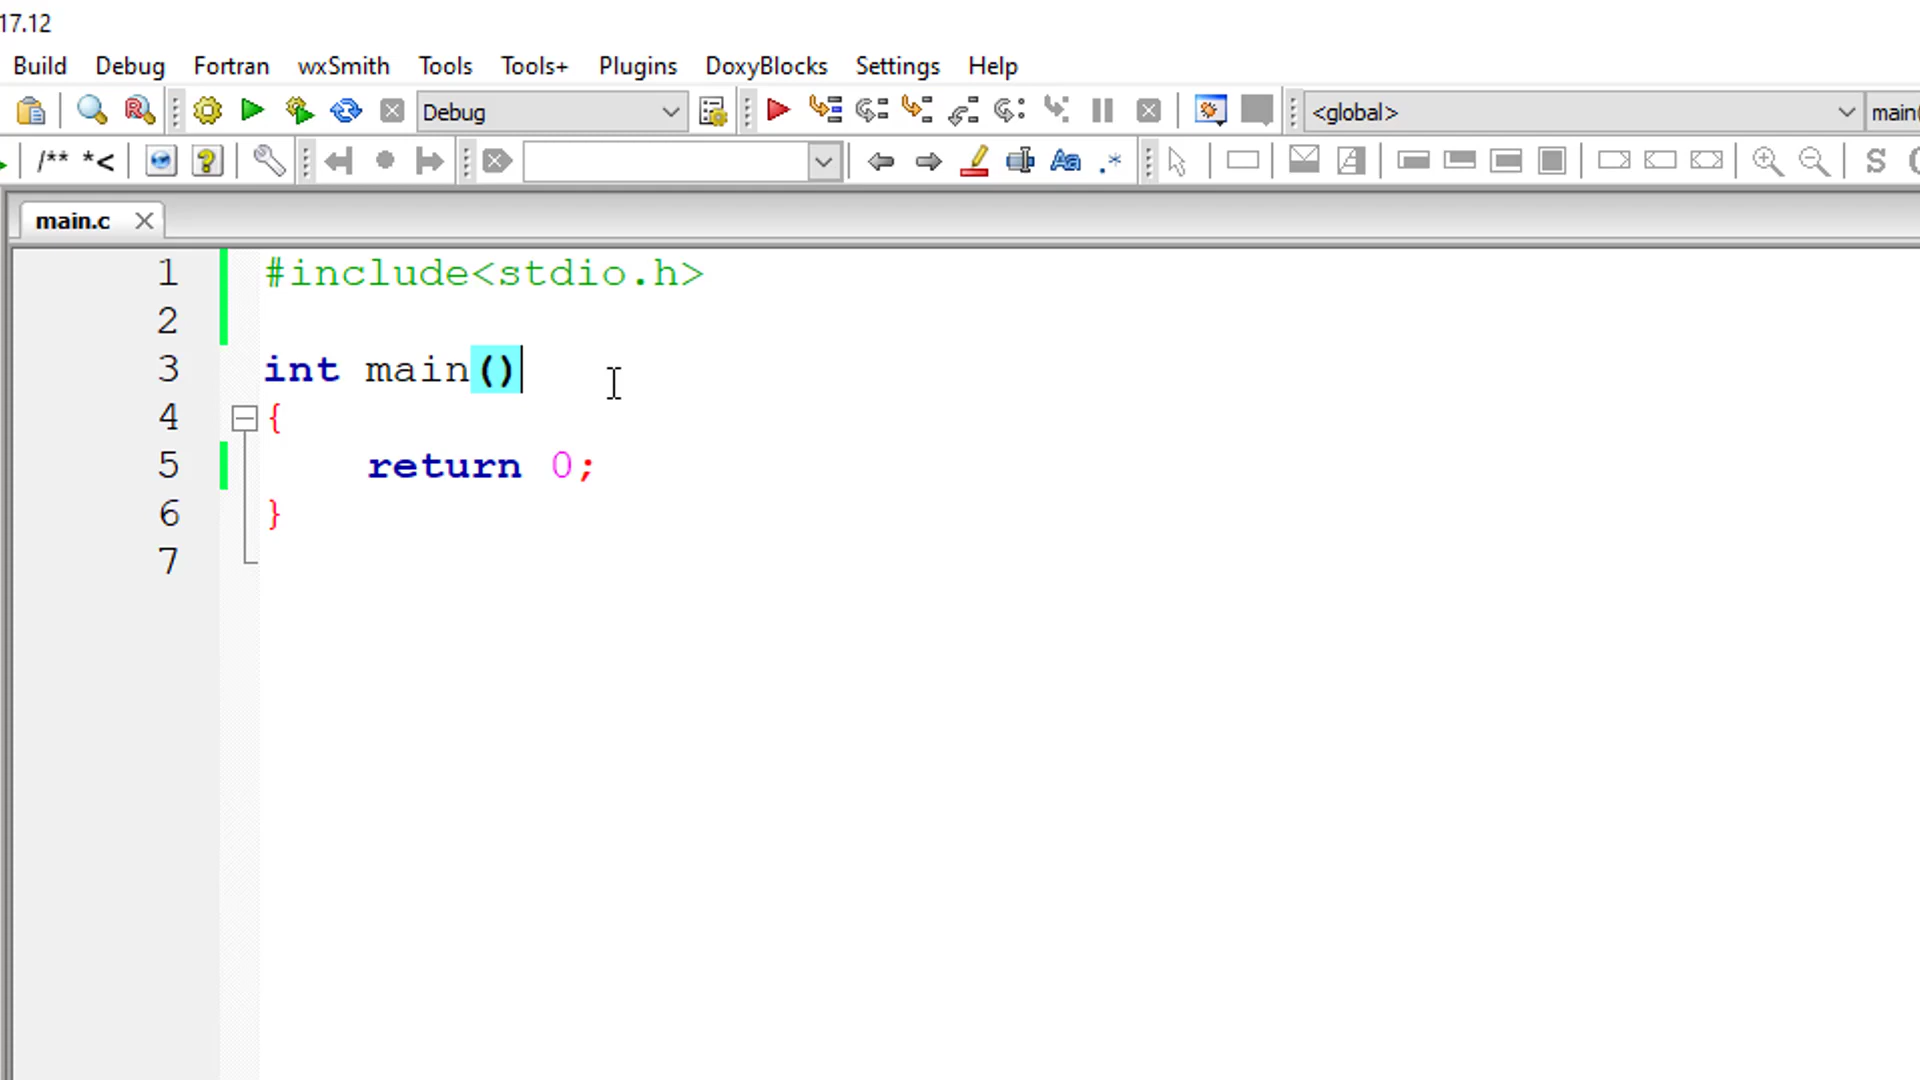 17.12
Build Debug Fortran wxSmith Tools Tools+ Plugins DoxyBlocks Settings Help
Debug <global> main(
/** *<
main.c
1 #include<stdio.h>
2
3 int main()
4 {
5 return 0;
6 }
7